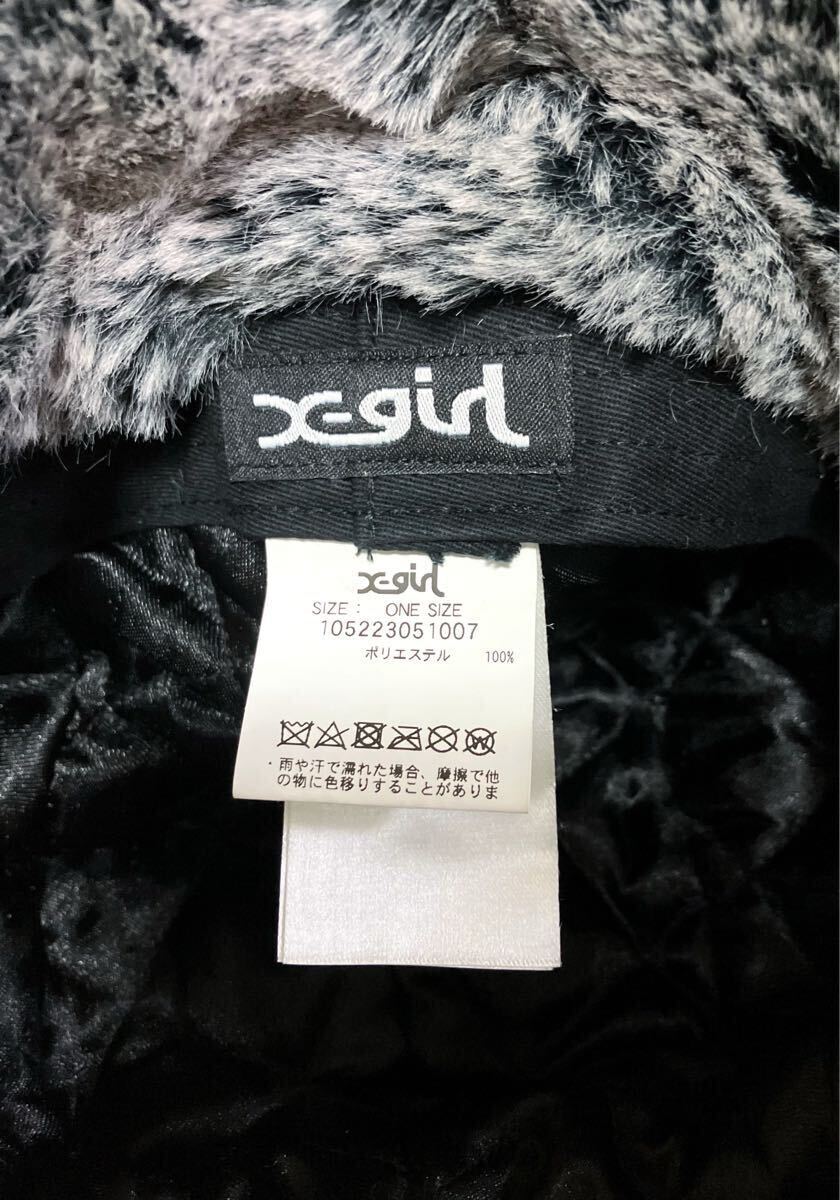 X-girl
X-girl
SIZE : ONE SIZE
105223051007
ポリエステル 100%
W
・雨や汗で濡れた場合、摩擦で他
の物に色移りすることがありま